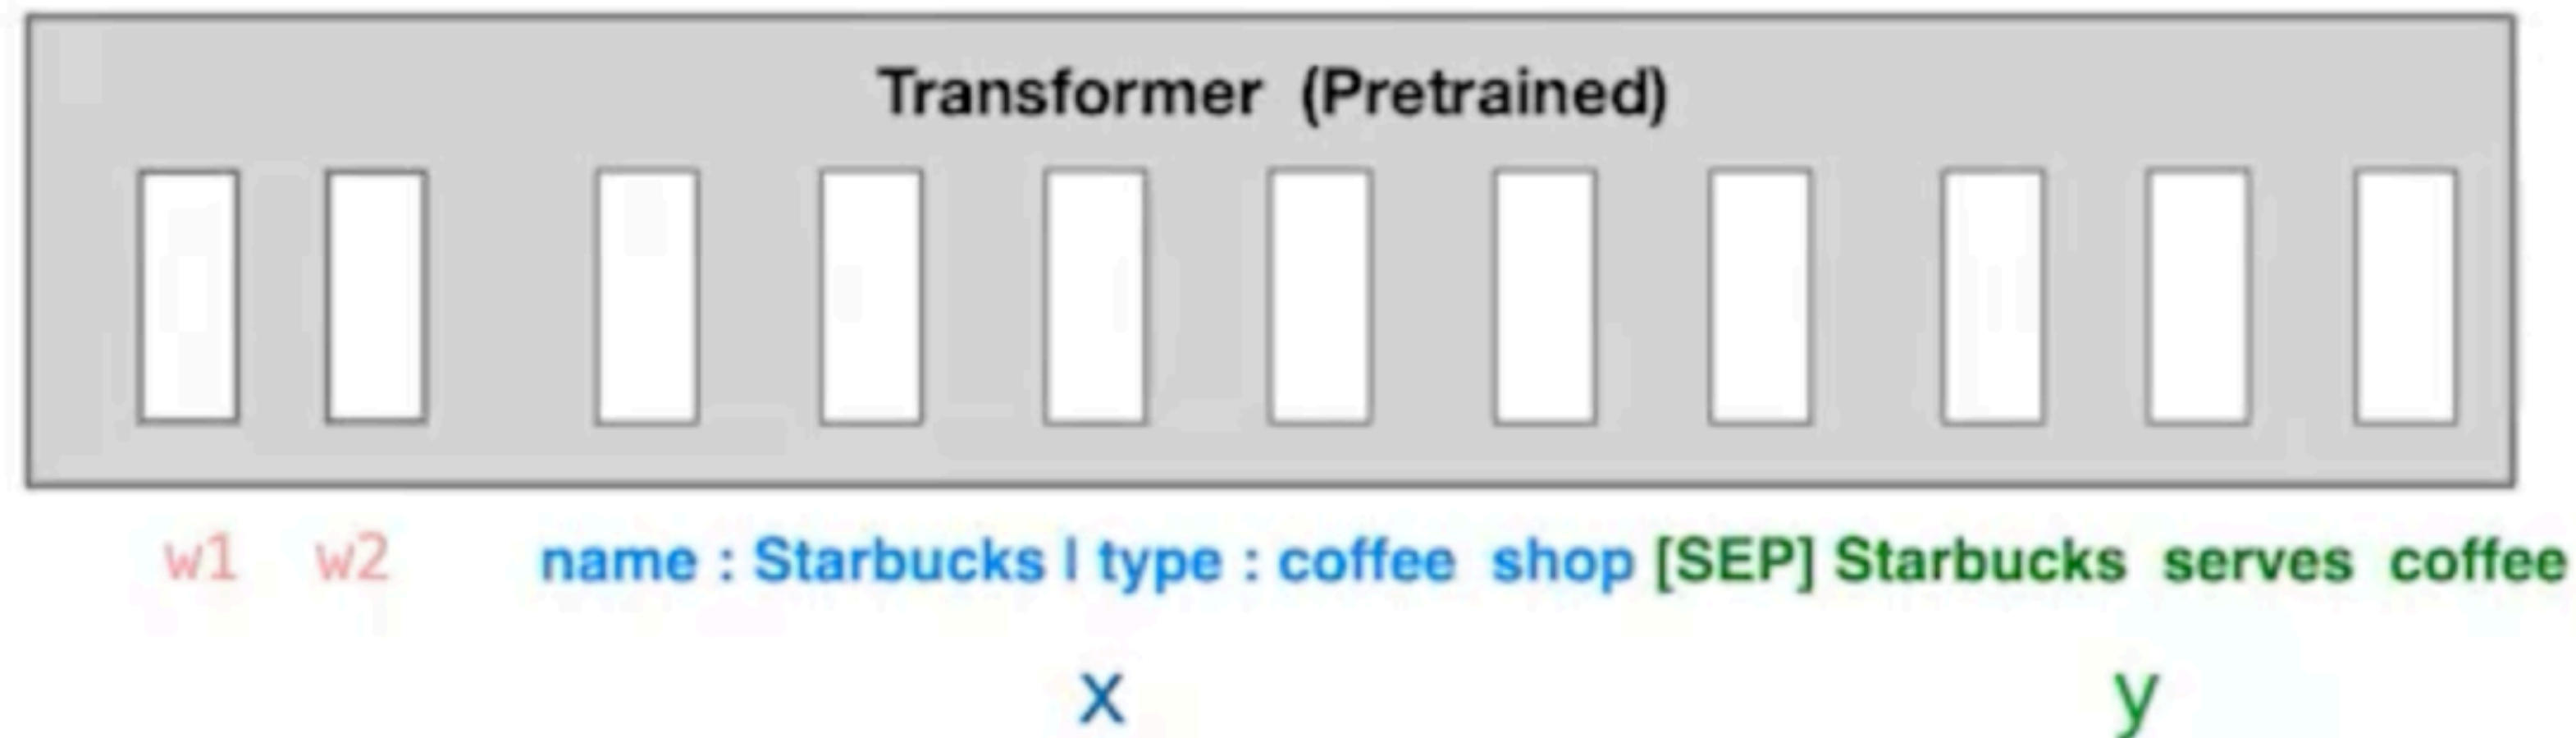 Transformer (Pretrained)
w1 w2 name : Starbucks | type : coffee shop [SEP] Starbucks serves coffee
x y